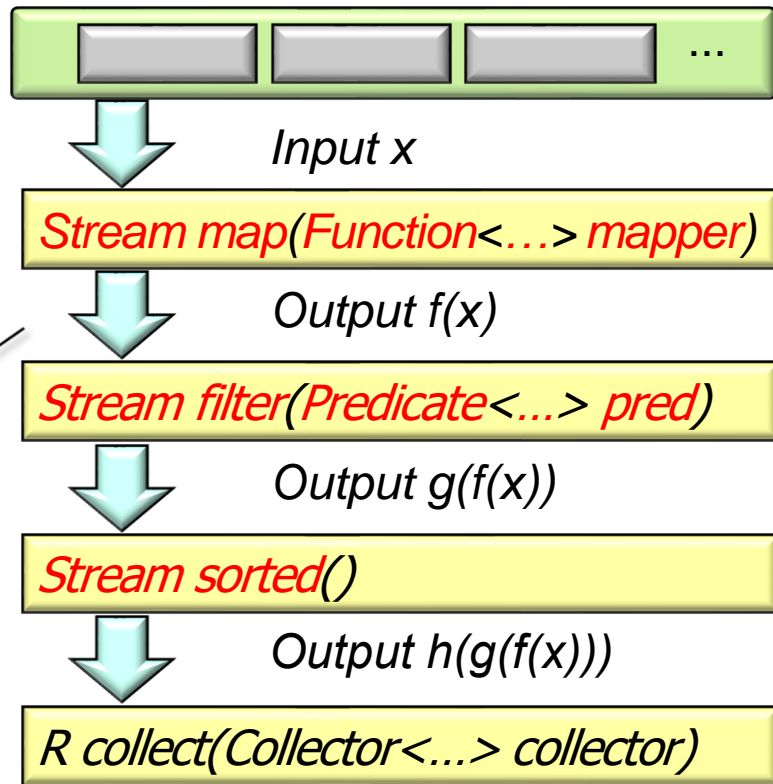 ...
Input x
Stream map(Function<…> mapper)
Output f(x)
Stream filter(Predicate<...> pred)
Output g(f(x))
Stream sorted()
Output h(g(f(x)))
R collect(Collector<...> collector)